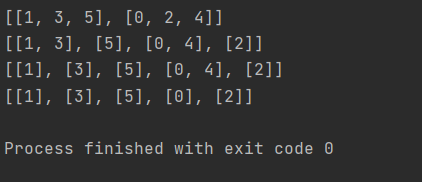 [[1, 3, 5], [0, 2, 4]]
[[1, 3], [5], [0, 4], [2]]
[[1], [3], [5], [0, 4], [2]]
[[1], [3], [5], [0], [2]]
Process finished with exit code 0